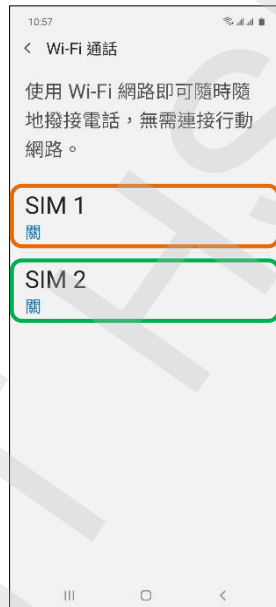 10:57
< Wi-Fi 通話
使用 Wi-Fi 網路即可隨時隨
地撥接電話，無需連接行動
網路。
SIM 1
關
SIM 2
關